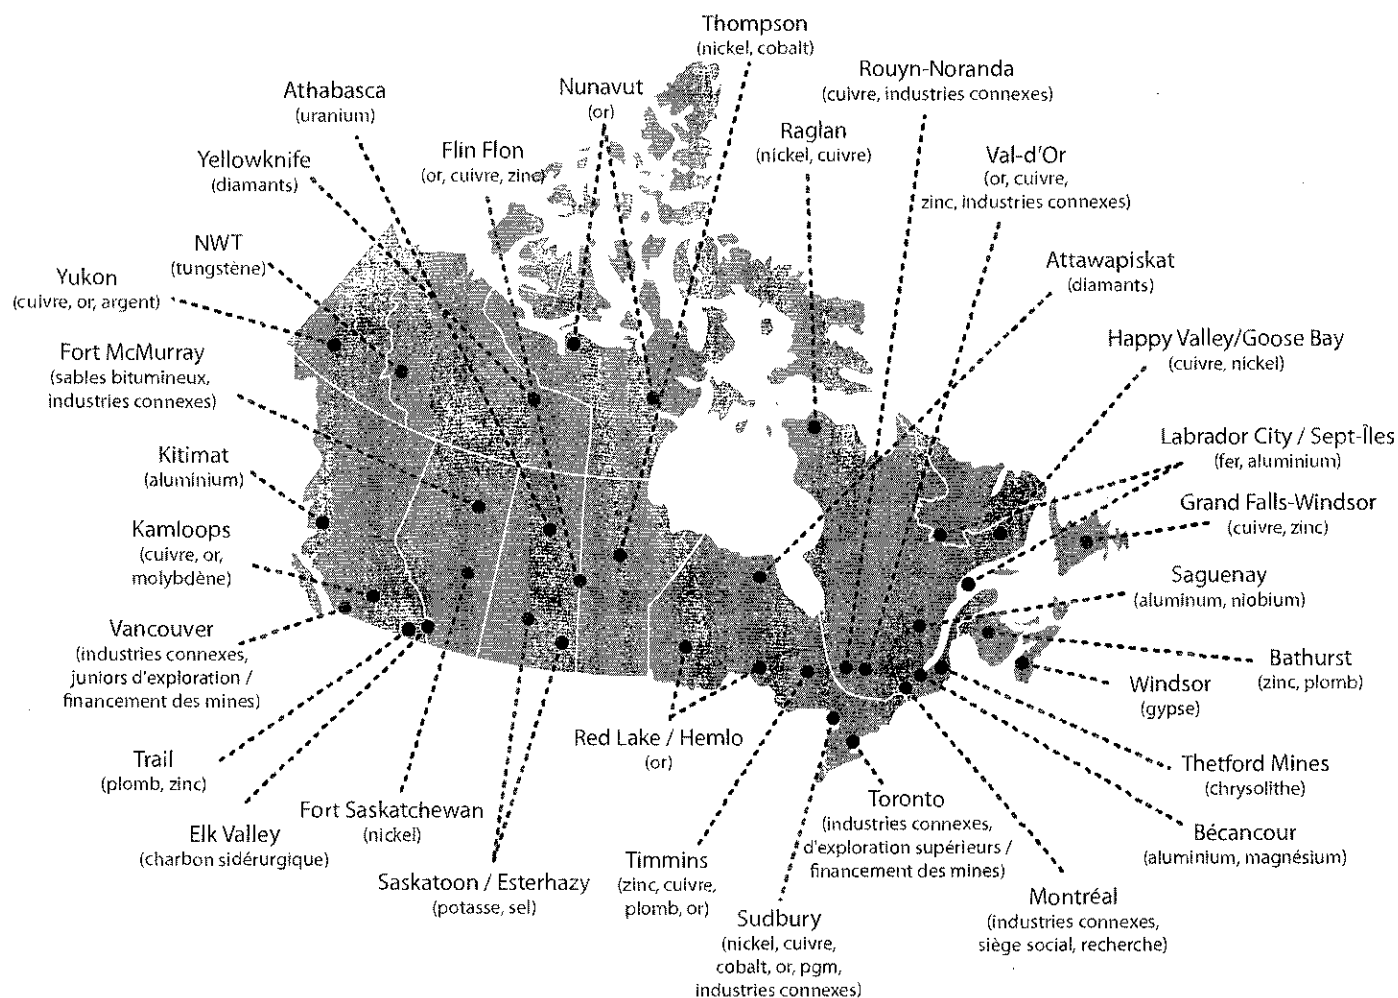 Thompson
(nickel, cobalt)
Rouyn-Noranda
(cuivre, industries connexes)
Athabasca
(uranium)
Nunavut
(or)
Raglan
(nickel, cuivre)
Flin Flon
(or, cuivre, zinc)
Val-d'Or
(or, cuivre,
zinc, industries connexes)
Yellowknife
(diamants)
NWT
(tungstène)
Attawapiskat
(diamants)
Yukon
(cuivre, or, argent)
Happy Valley/Goose Bay
(cuivre, nickel)
Fort McMurray
(sables bitumineux,
industries connexes)
Labrador City / Sept-Îles
(fer, aluminium)
Kitimat
(aluminium)
Grand Falls-Windsor
(cuivre, zinc)
Kamloops
(cuivre, or,
molybdène)
Saguenay
(aluminum, niobium)
Vancouver
(industries connexes,
juniors d'exploration /
financement des mines)
Bathurst
(zinc, plomb)
Windsor
(gypse)
Red Lake / Hemlo
(or)
Trail
(plomb, zinc)
Thetford Mines
(chrysolithe)
Fort Saskatchewan
(nickel)
Toronto
(industries connexes,
d'exploration supérieurs /
financement des mines)
Elk Valley
(charbon sidérurgique)
Bécancour
(aluminium, magnésium)
Timmins
(zinc, cuivre,
plomb, or)
Saskatoon / Esterhazy
(potasse, sel)
Montréal
(industries connexes,
siège social, recherche)
Sudbury
(nickel, cuivre,
cobalt, or, pgm,
industries connexes)